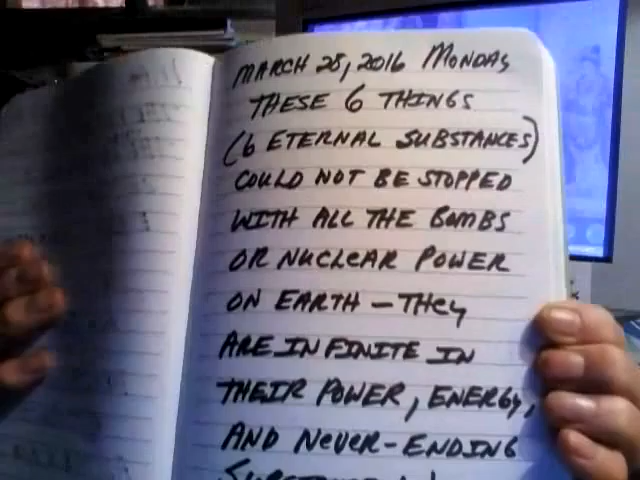 MARCH 28, 2016 MONDAY
THESE 6 THINGS
(6 ETERNAL SUBSTANCES)
COULD NOT BE STOPPED
WITH ALL THE BOMBS
OR NUCLEAR POWER
ON EARTH — THEY
ARE INFINITE IN
THEIR POWER, ENERGY,
AND NEVER-ENDING